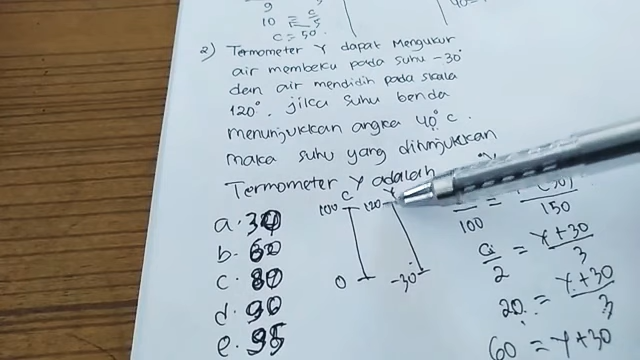 9
10 = c/5
c = 50°
40
2) Termometer Y dapat Mengukur
air membeku pada suhu -30°
dan air mendidih pada skala
120°. jika suhu benda
menunjukkan angka 40°C.
maka suhu yang ditunjukkan
Termometer Y adalah
a. 30
b. 60
c. 80
d. 90
e. 95
C Y
100 120
0 -30°
100 = 150
= Y+30/3
20 = Y+30/3
60 = Y+30